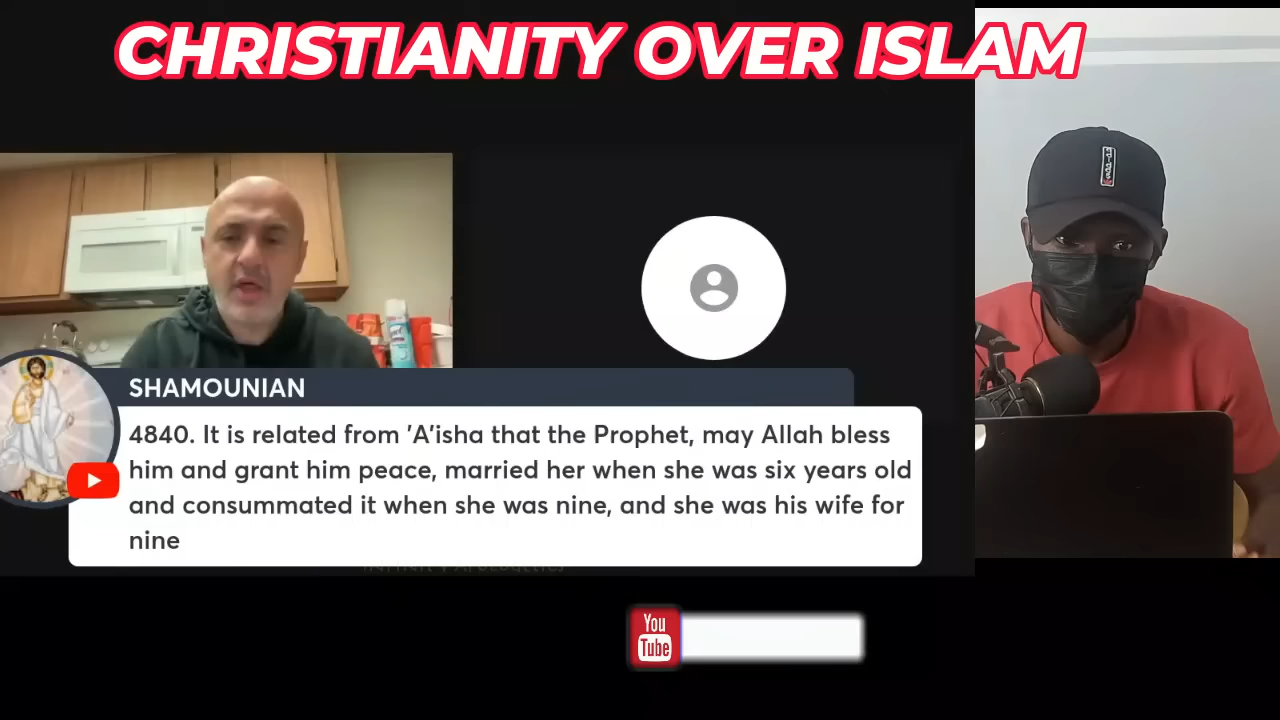 CHRISTIANITY OVER ISLAM
SHAMOUNIAN
4840. It is related from 'A'isha that the Prophet, may Allah bless
him and grant him peace, married her when she was six years old
and consummated it when she was nine, and she was his wife for
nine
You
Tube